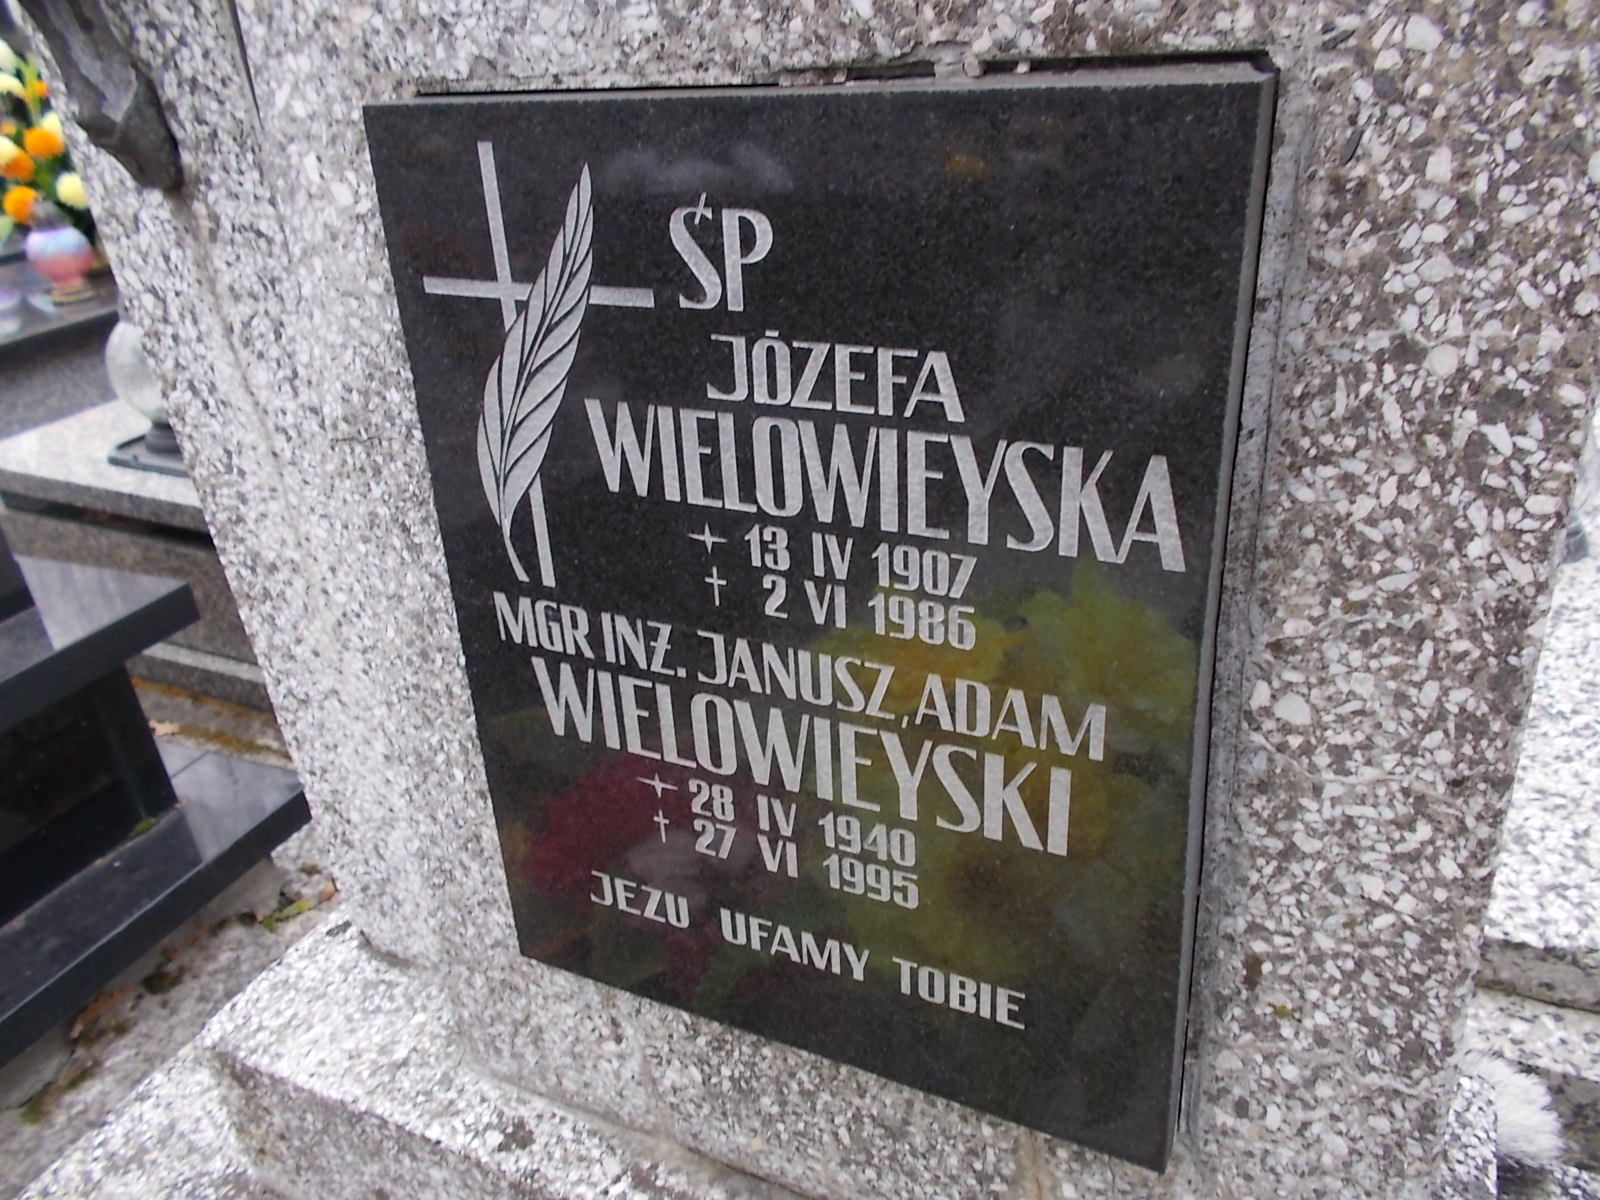 ŚP
JÓZEFA
WIELOWIEYSKA
13 IV 1907
† 2 VI 1986
MGR INŻ. JANUSZ, ADAM
WIELOWIEYSKI
28 IV 1940
† 27 VI 1995
JEZU UFAMY TOBIE